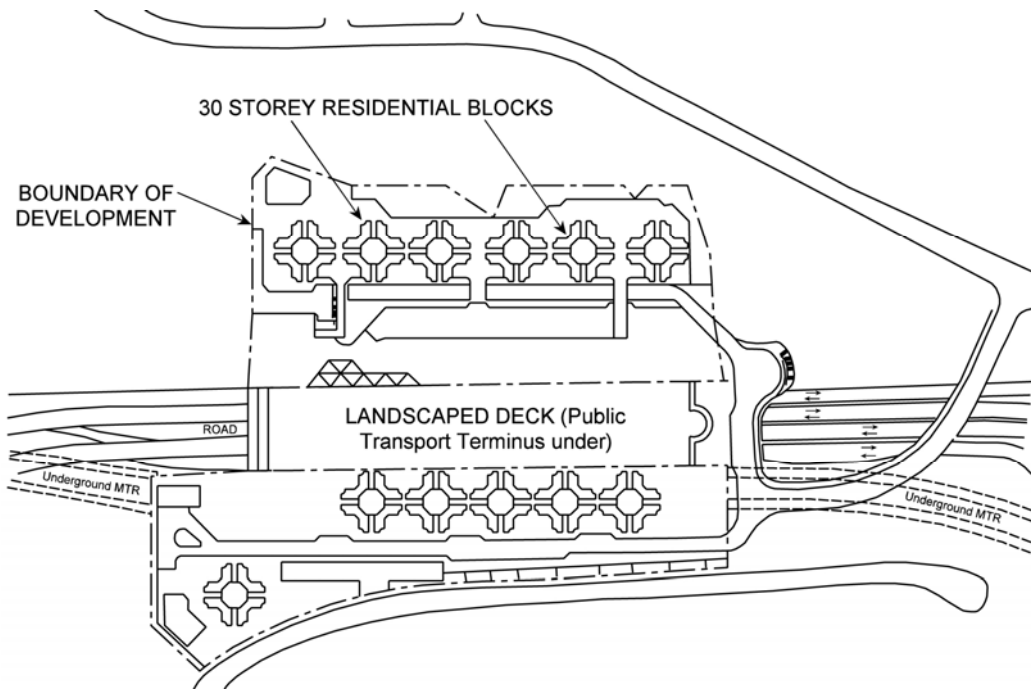 30 STOREY RESIDENTIAL BLOCKS
BOUNDARY OF
DEVELOPMENT
LANDSCAPED DECK (Public
Transport Terminus under)
ROAD
Underground MTR
Underground MTR